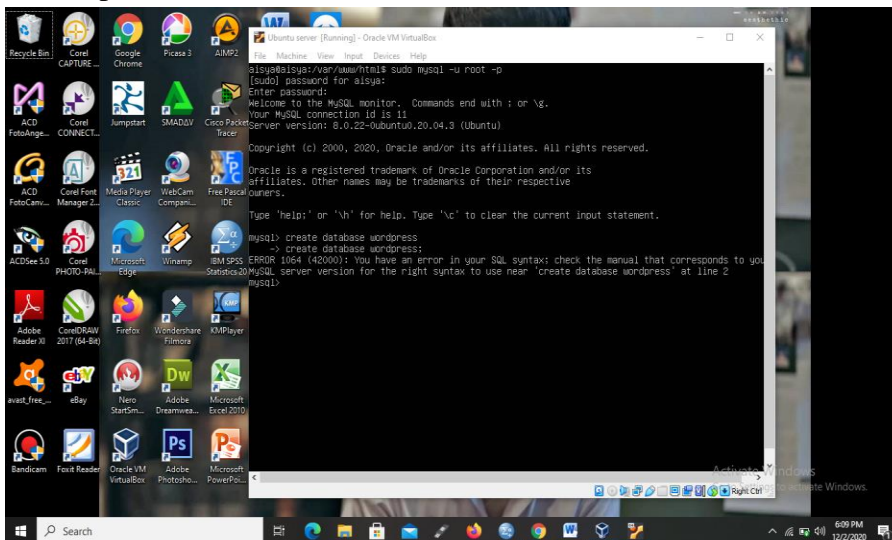 Recycle Bin
Corel CAPTURE ...
Google Chrome
Picasa 3
AIMP2
ACD FotoAnge...
Corel CONNECT...
Jumpstart
SMADΔV
Cisco Packet Tracer
ACD FotoCanv...
Corel Font Manager 2...
Media Player Classic
WebCam Compani...
Free Pascal IDE
ACDSee 5.0
Corel PHOTO-PAI...
Microsoft Edge
Winamp
IBM SPSS Statistics 20
Adobe Reader XI
CorelDRAW 2017 (64-Bit)
Firefox
Wondershare Filmora
KMPlayer
avast_free_...
eBay
Nero StartSm...
Adobe Dreamwea...
Microsoft Excel 2010
Bandicam
Foxit Reader
Oracle VM VirtualBox
Adobe Photosho...
Microsoft PowerPoi...
Ubuntu server [Running] - Oracle VM VirtualBox
File Machine View Input Devices Help
aisya@aisya:/var/www/html$ sudo mysql -u root -p
[sudo] password for aisya:
Enter password:
Welcome to the MySQL monitor. Commands end with ; or \g.
Your MySQL connection id is 11
Server version: 8.0.22-0ubuntu0.20.04.3 (Ubuntu)
Copyright (c) 2000, 2020, Oracle and/or its affiliates. All rights reserved.
Oracle is a registered trademark of Oracle Corporation and/or its
affiliates. Other names may be trademarks of their respective
owners.
Type 'help;' or '\h' for help. Type '\c' to clear the current input statement.
mysql> create database wordpress
-> create database wordpress;
ERROR 1064 (42000): You have an error in your SQL syntax; check the manual that corresponds to you
MySQL server version for the right syntax to use near 'create database wordpress' at line 2
mysql>
Right Ctrl
Activate Windows
to activate Windows.
Search
6:09 PM
12/2/2020